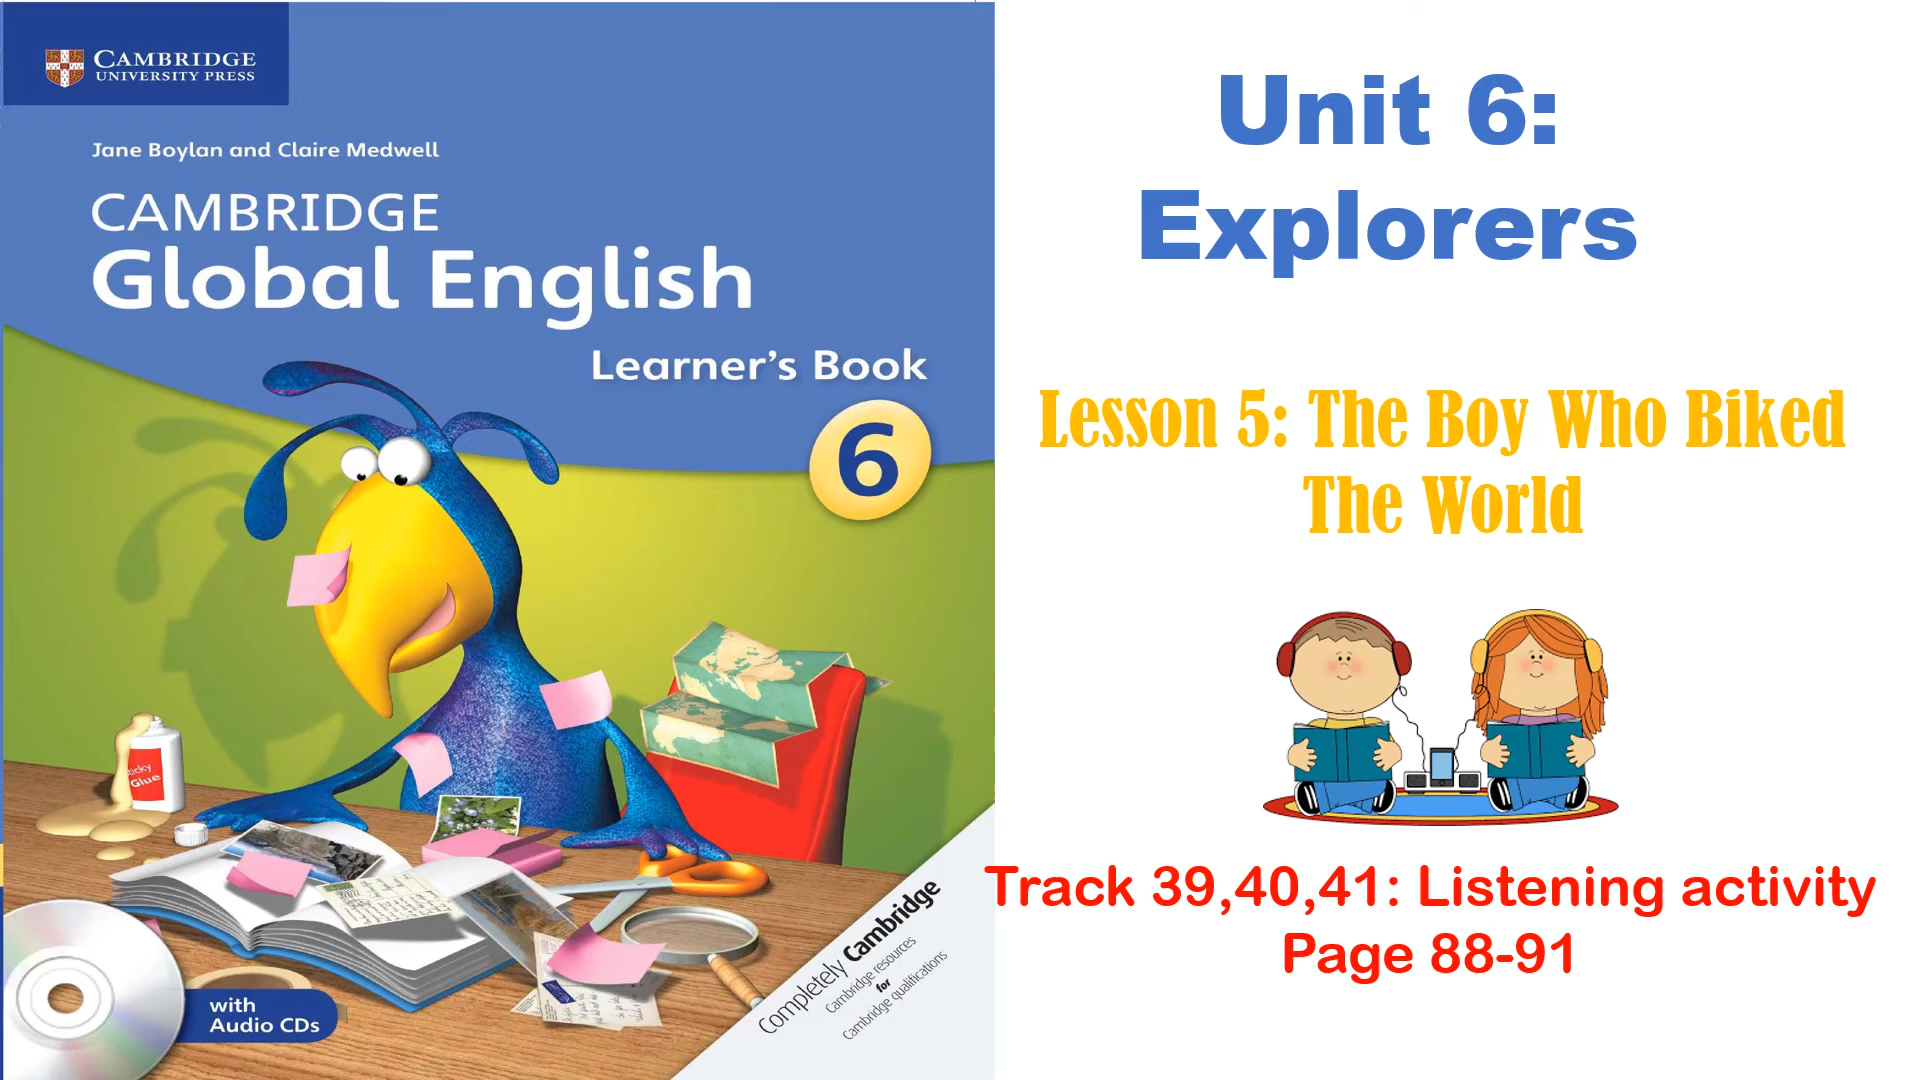 CAMBRIDGE
UNIVERSITY PRESS
Jane Boylan and Claire Medwell
CAMBRIDGE
Global English
Learner's Book
6
Glue
with
Audio CDs
Completely Cambridge
Cambridge resources
for
Cambridge qualifications
Unit 6:
Explorers
Lesson 5: The Boy Who Biked
The World
Track 39,40,41: Listening activity
Page 88-91